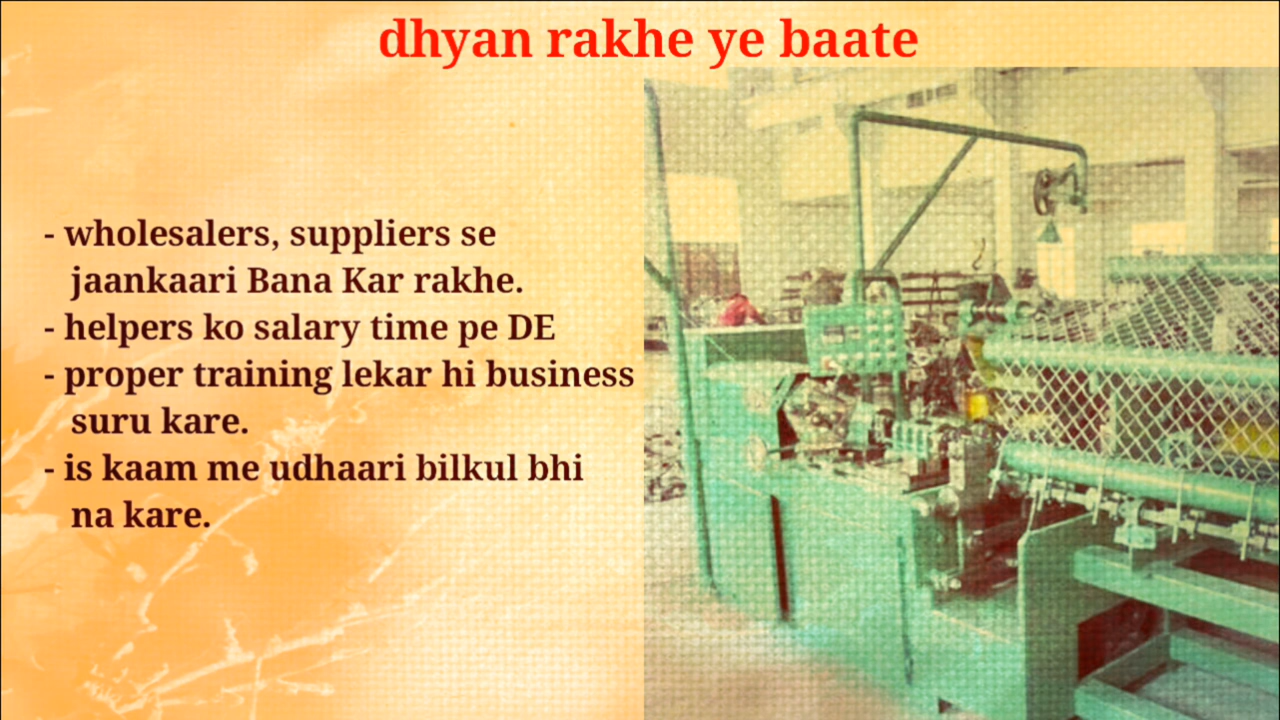 dhyan rakhe ye baate
- wholesalers, suppliers se
jaankaari Bana Kar rakhe.
- helpers ko salary time pe DE
- proper training lekar hi business
suru kare.
- is kaam me udhaari bilkul bhi
na kare.